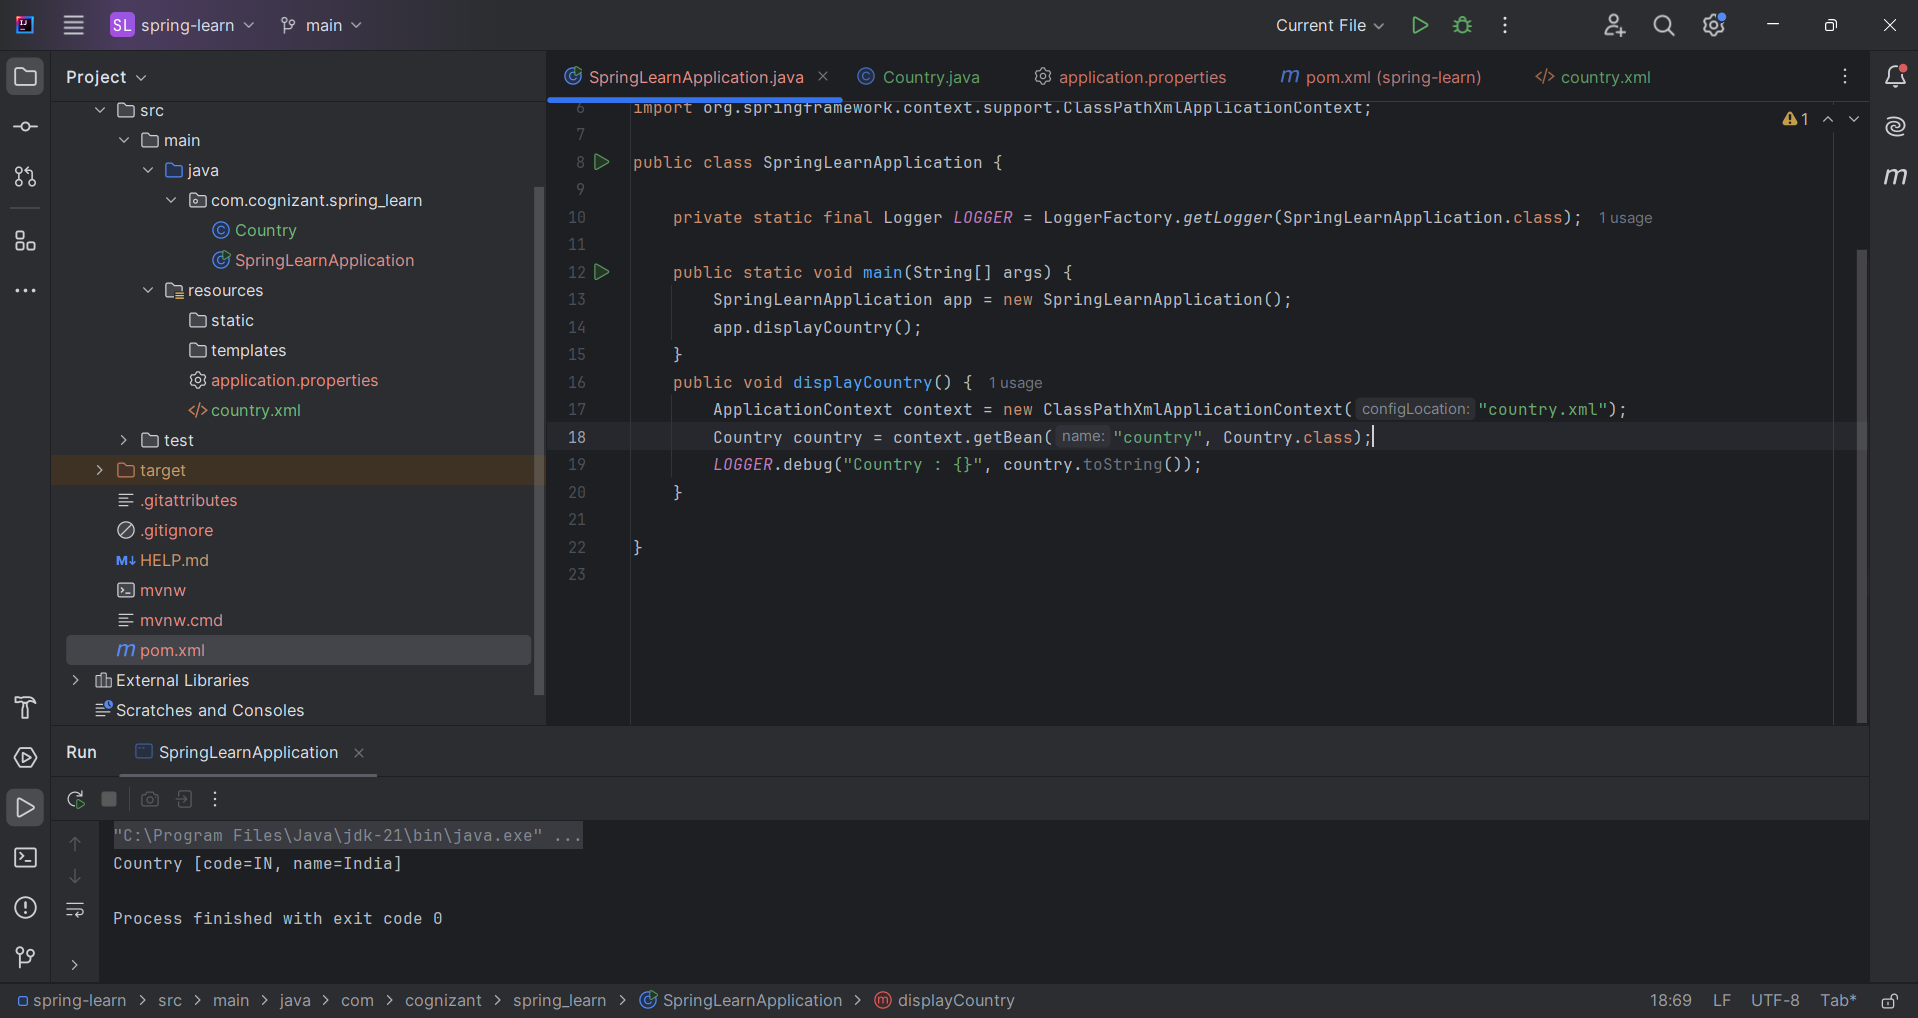 SL spring-learn main Current File
Project
src
main
java
com.cognizant.spring_learn
Country
SpringLearnApplication
resources
static
templates
application.properties
country.xml
test
target
.gitattributes
.gitignore
M↓ HELP.md
mvnw
mvnw.cmd
m pom.xml
External Libraries
Scratches and Consoles
SpringLearnApplication.java Country.java application.properties m pom.xml (spring-learn) country.xml
1
6 import org.springframework.context.support.ClassPathXmlApplicationContext;
7
8 public class SpringLearnApplication {
9
10 private static final Logger LOGGER = LoggerFactory.getLogger(SpringLearnApplication.class); 1 usage
11
12 public static void main(String[] args) {
13 SpringLearnApplication app = new SpringLearnApplication();
14 app.displayCountry();
15 }
16 public void displayCountry() { 1 usage
17 ApplicationContext context = new ClassPathXmlApplicationContext( configLocation: "country.xml");
18 Country country = context.getBean( name: "country", Country.class);
19 LOGGER.debug("Country : {}", country.toString());
20 }
21
22 }
23
m
Run SpringLearnApplication
"C:\Program Files\Java\jdk-21\bin\java.exe" ...
Country [code=IN, name=India]
Process finished with exit code 0
spring-learn > src > main > java > com > cognizant > spring_learn > SpringLearnApplication > displayCountry 18:69 LF UTF-8 Tab*